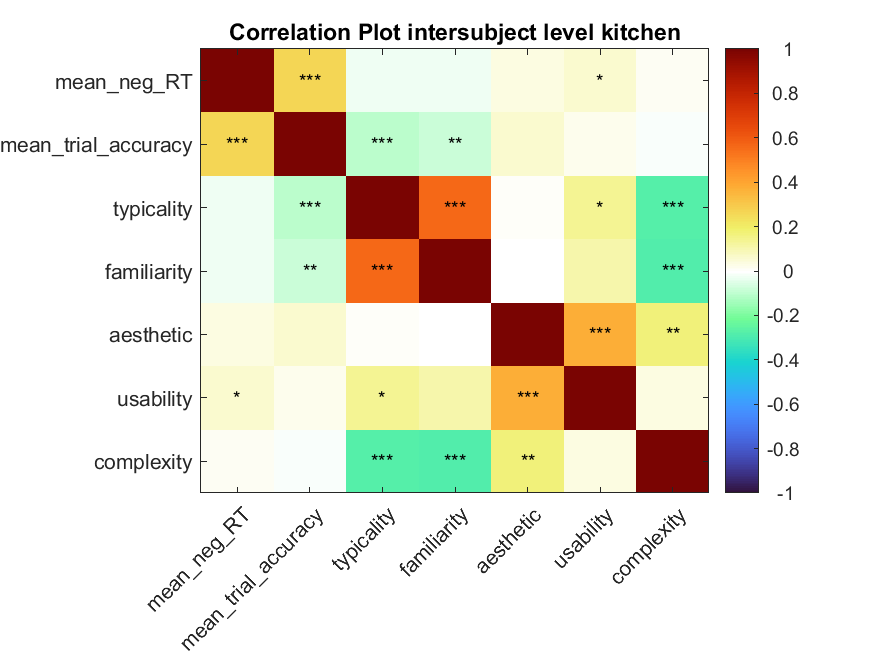 Correlation Plot intersubject level kitchen
mean_neg_RT *** *
mean_trial_accuracy *** *** **
typicality *** *** * ***
familiarity ** *** ***
aesthetic *** **
usability * * ***
complexity *** *** **
mean_neg_RT
mean_trial_accuracy
typicality
familiarity
aesthetic
usability
complexity
1
0.8
0.6
0.4
0.2
0
-0.2
-0.4
-0.6
-0.8
-1